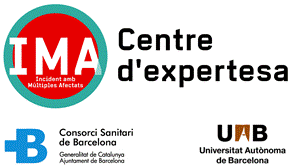 IMA
Incident amb
Múltiples Afectats
Centre
d'expertesa
B
Consorci Sanitari
de Barcelona
Generalitat de Catalunya
Ajuntament de Barcelona
UAB
Universitat Autònoma
de Barcelona